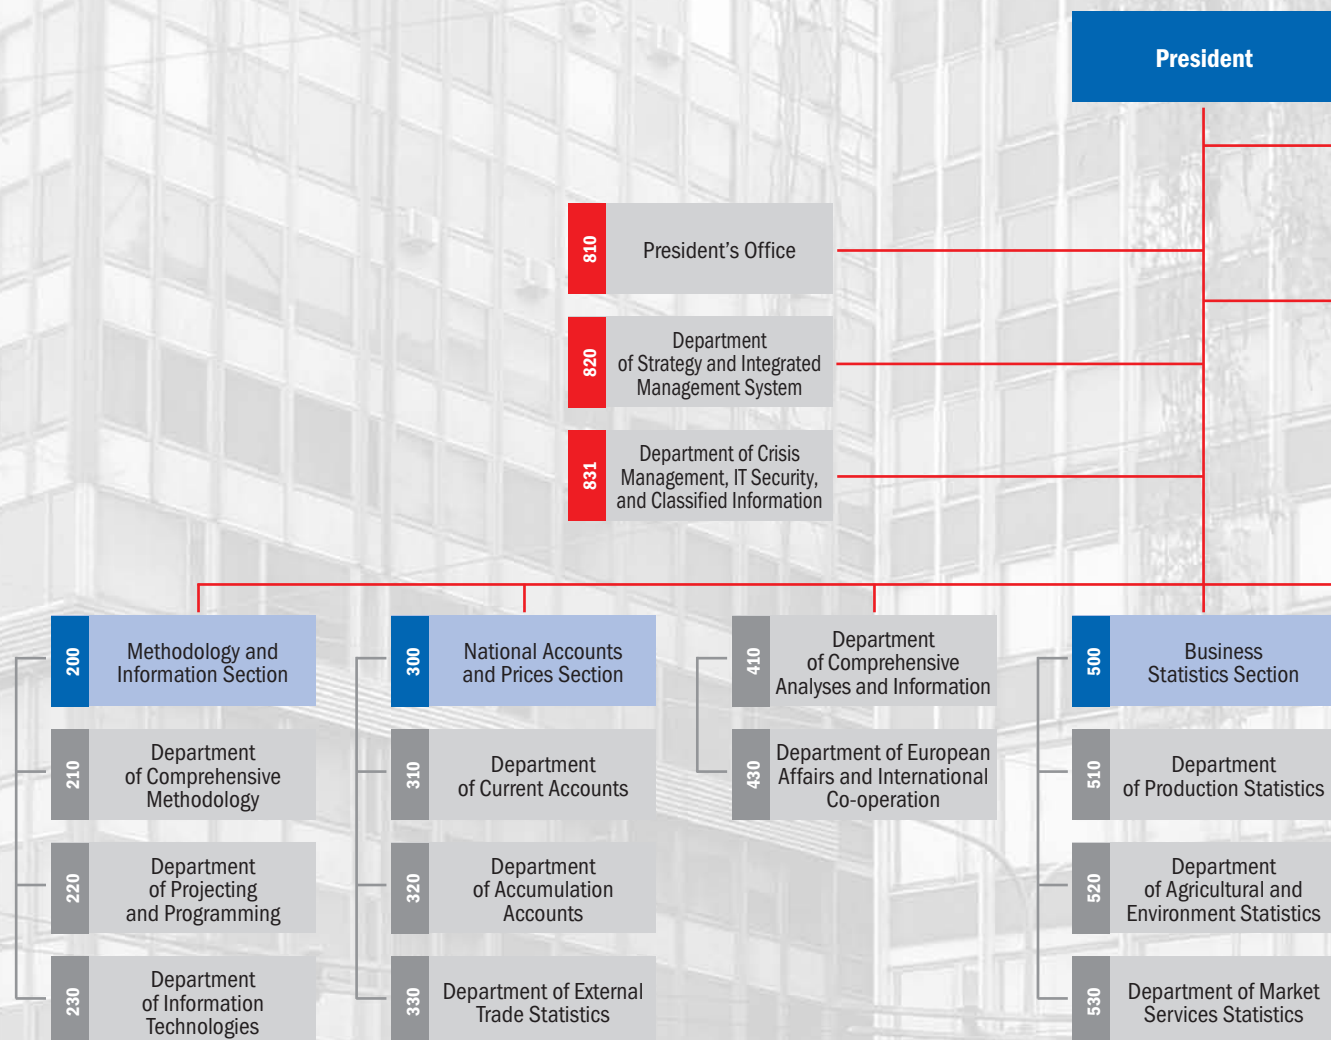 President
810
President’s Office
820
Department
of Strategy and Integrated
Management System
831
Department of Crisis
Management, IT Security,
and Classified Information
200
Methodology and
Information Section
210
Department
of Comprehensive
Methodology
220
Department
of Projecting
and Programming
230
Department
of Information
Technologies
300
National Accounts
and Prices Section
310
Department
of Current Accounts
320
Department
of Accumulation
Accounts
330
Department of External
Trade Statistics
410
Department
of Comprehensive
Analyses and Information
430
Department of European
Affairs and International
Co-operation
500
Business
Statistics Section
510
Department
of Production Statistics
520
Department
of Agricultural and
Environment Statistics
530
Department of Market
Services Statistics